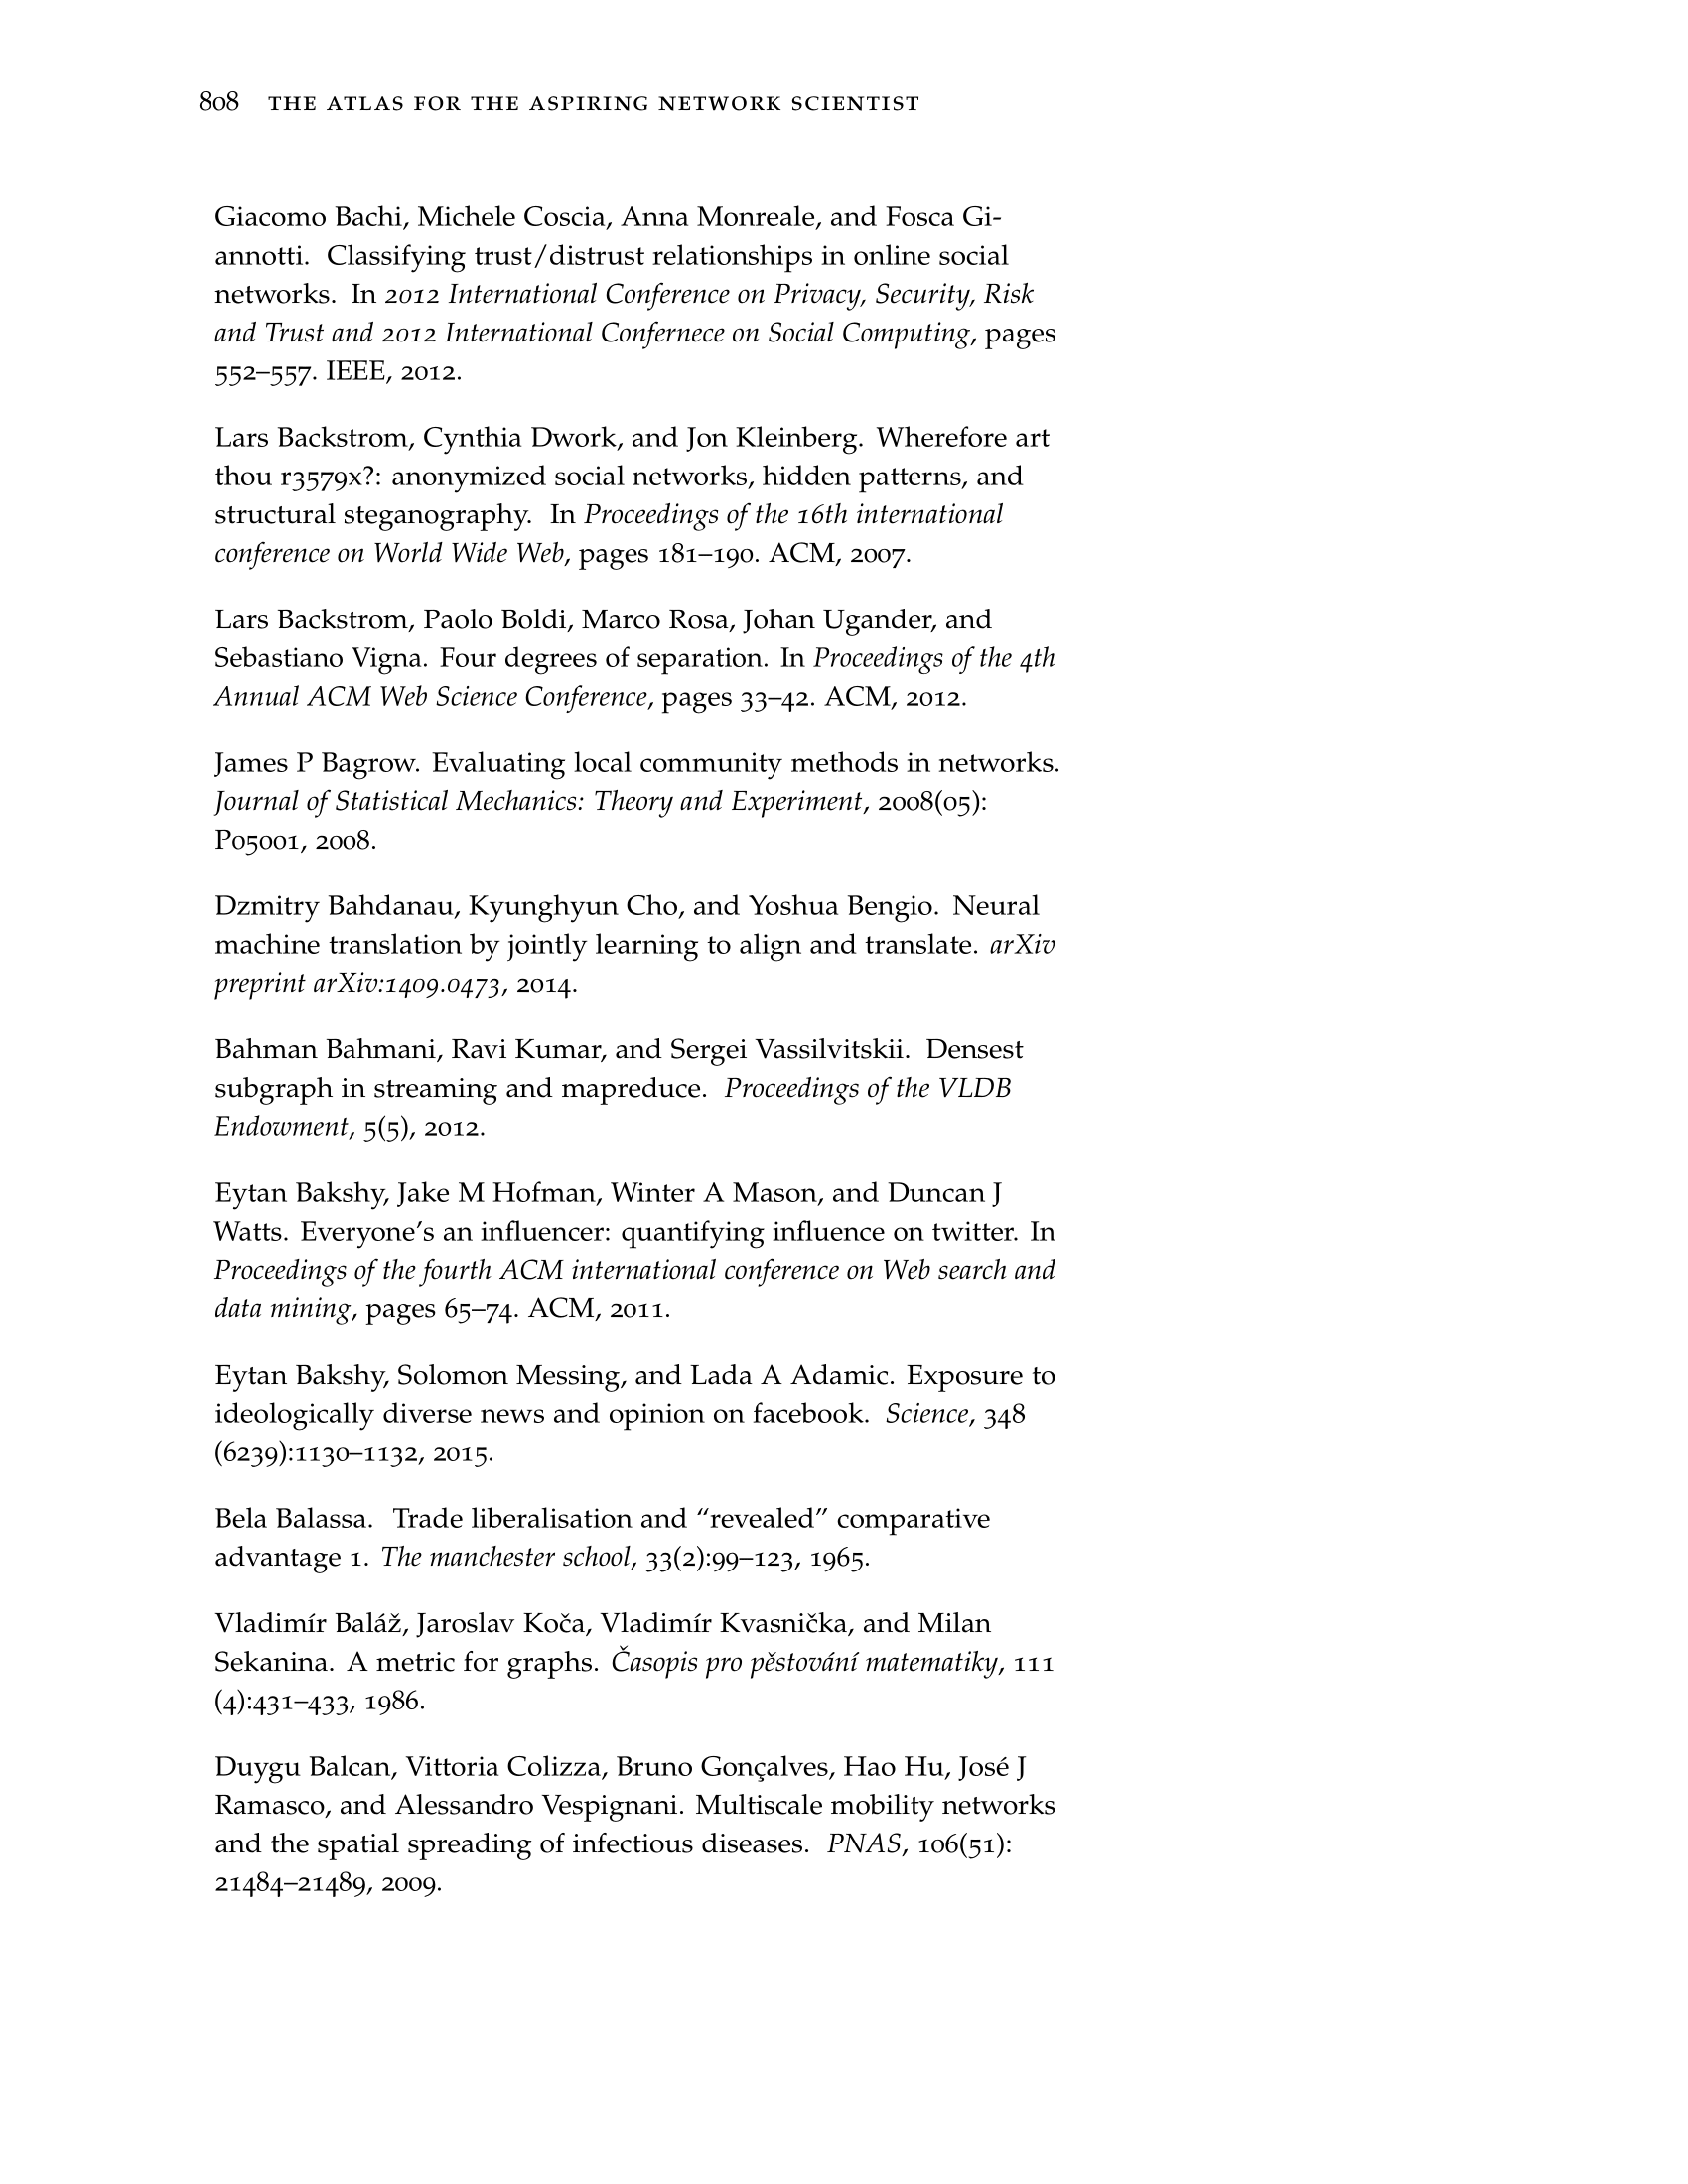 808 THE ATLAS FOR THE ASPIRING NETWORK SCIENTIST
Giacomo Bachi, Michele Coscia, Anna Monreale, and Fosca Gi-
annotti. Classifying trust/distrust relationships in online social
networks. In 2012 International Conference on Privacy, Security, Risk
and Trust and 2012 International Confernece on Social Computing, pages
552–557. IEEE, 2012.
Lars Backstrom, Cynthia Dwork, and Jon Kleinberg. Wherefore art
thou r3579x?: anonymized social networks, hidden patterns, and
structural steganography. In Proceedings of the 16th international
conference on World Wide Web, pages 181–190. ACM, 2007.
Lars Backstrom, Paolo Boldi, Marco Rosa, Johan Ugander, and
Sebastiano Vigna. Four degrees of separation. In Proceedings of the 4th
Annual ACM Web Science Conference, pages 33–42. ACM, 2012.
James P Bagrow. Evaluating local community methods in networks.
Journal of Statistical Mechanics: Theory and Experiment, 2008(05):
P05001, 2008.
Dzmitry Bahdanau, Kyunghyun Cho, and Yoshua Bengio. Neural
machine translation by jointly learning to align and translate. arXiv
preprint arXiv:1409.0473, 2014.
Bahman Bahmani, Ravi Kumar, and Sergei Vassilvitskii. Densest
subgraph in streaming and mapreduce. Proceedings of the VLDB
Endowment, 5(5), 2012.
Eytan Bakshy, Jake M Hofman, Winter A Mason, and Duncan J
Watts. Everyone’s an influencer: quantifying influence on twitter. In
Proceedings of the fourth ACM international conference on Web search and
data mining, pages 65–74. ACM, 2011.
Eytan Bakshy, Solomon Messing, and Lada A Adamic. Exposure to
ideologically diverse news and opinion on facebook. Science, 348
(6239):1130–1132, 2015.
Bela Balassa. Trade liberalisation and “revealed” comparative
advantage 1. The manchester school, 33(2):99–123, 1965.
Vladimír Baláž, Jaroslav Koča, Vladimír Kvasnička, and Milan
Sekanina. A metric for graphs. Časopis pro pěstování matematiky, 111
(4):431–433, 1986.
Duygu Balcan, Vittoria Colizza, Bruno Gonçalves, Hao Hu, José J
Ramasco, and Alessandro Vespignani. Multiscale mobility networks
and the spatial spreading of infectious diseases. PNAS, 106(51):
21484–21489, 2009.